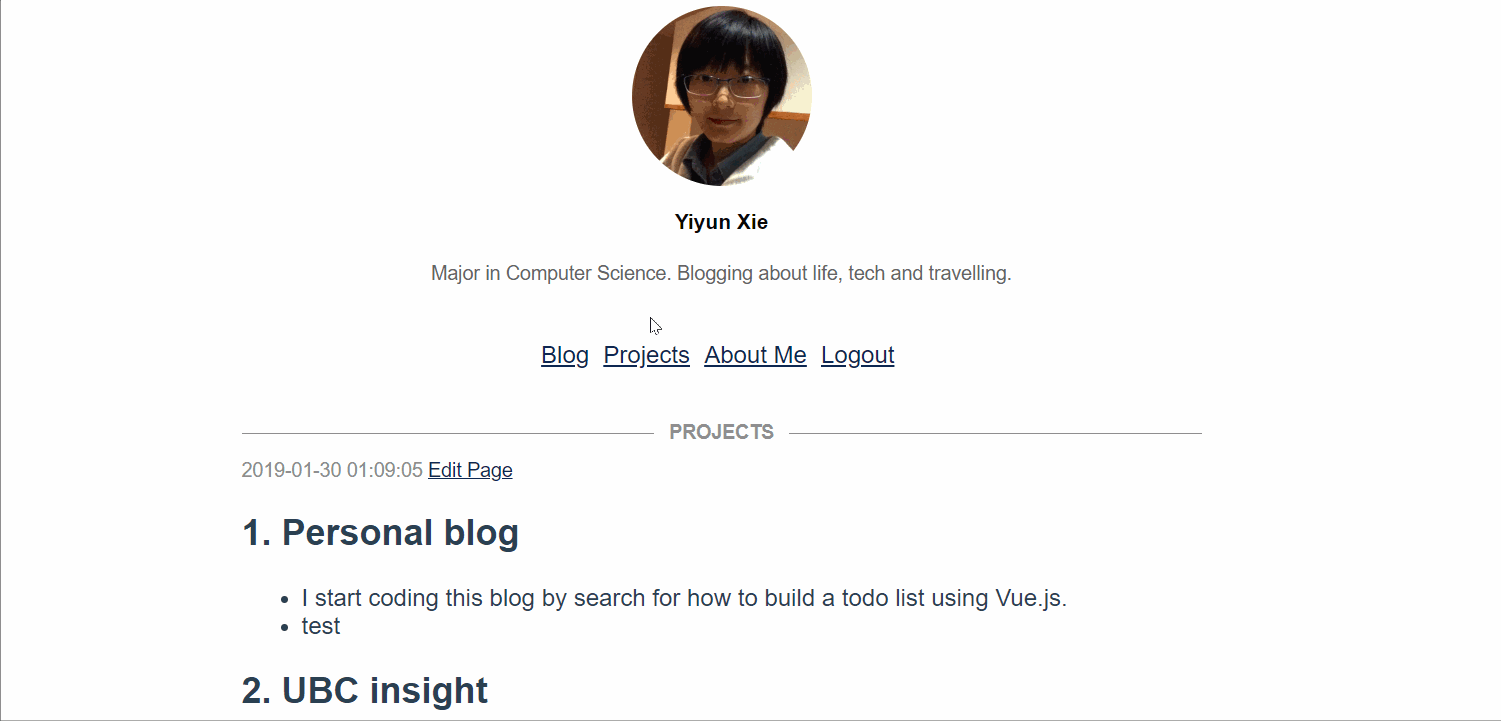 Yiyun Xie
Major in Computer Science. Blogging about life, tech and travelling.
Blog Projects About Me Logout
PROJECTS
2019-01-30 01:09:05 Edit Page
1. Personal blog
• I start coding this blog by search for how to build a todo list using Vue.js.
• test
2. UBC insight